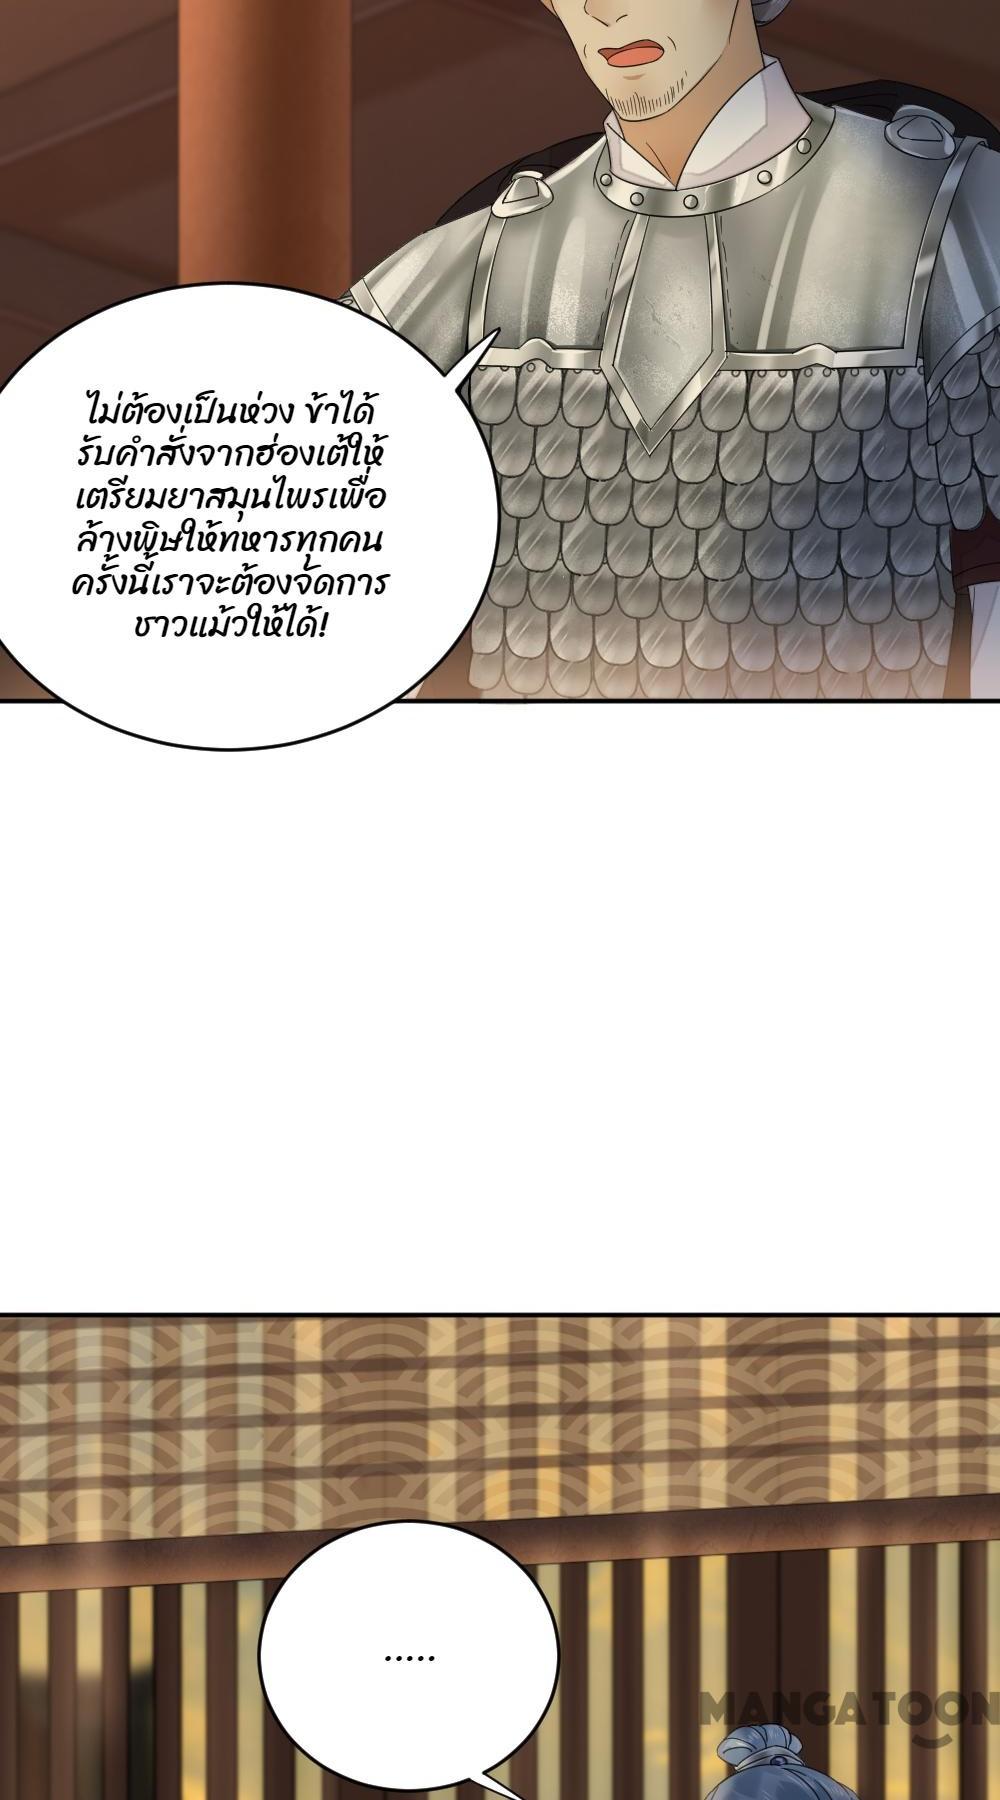 ไม่ต้องเป็นห่วง ข้าได้
รับคำสั่งจากฮ่องเต้ให้
เตรียมยาสมุนไพรเพื่อ
ล้างพิษให้ทหารทุกคน
ครั้งนี้เราจะต้องจัดการ
ชาวแม้วให้ได้!
.....
MANGATOON